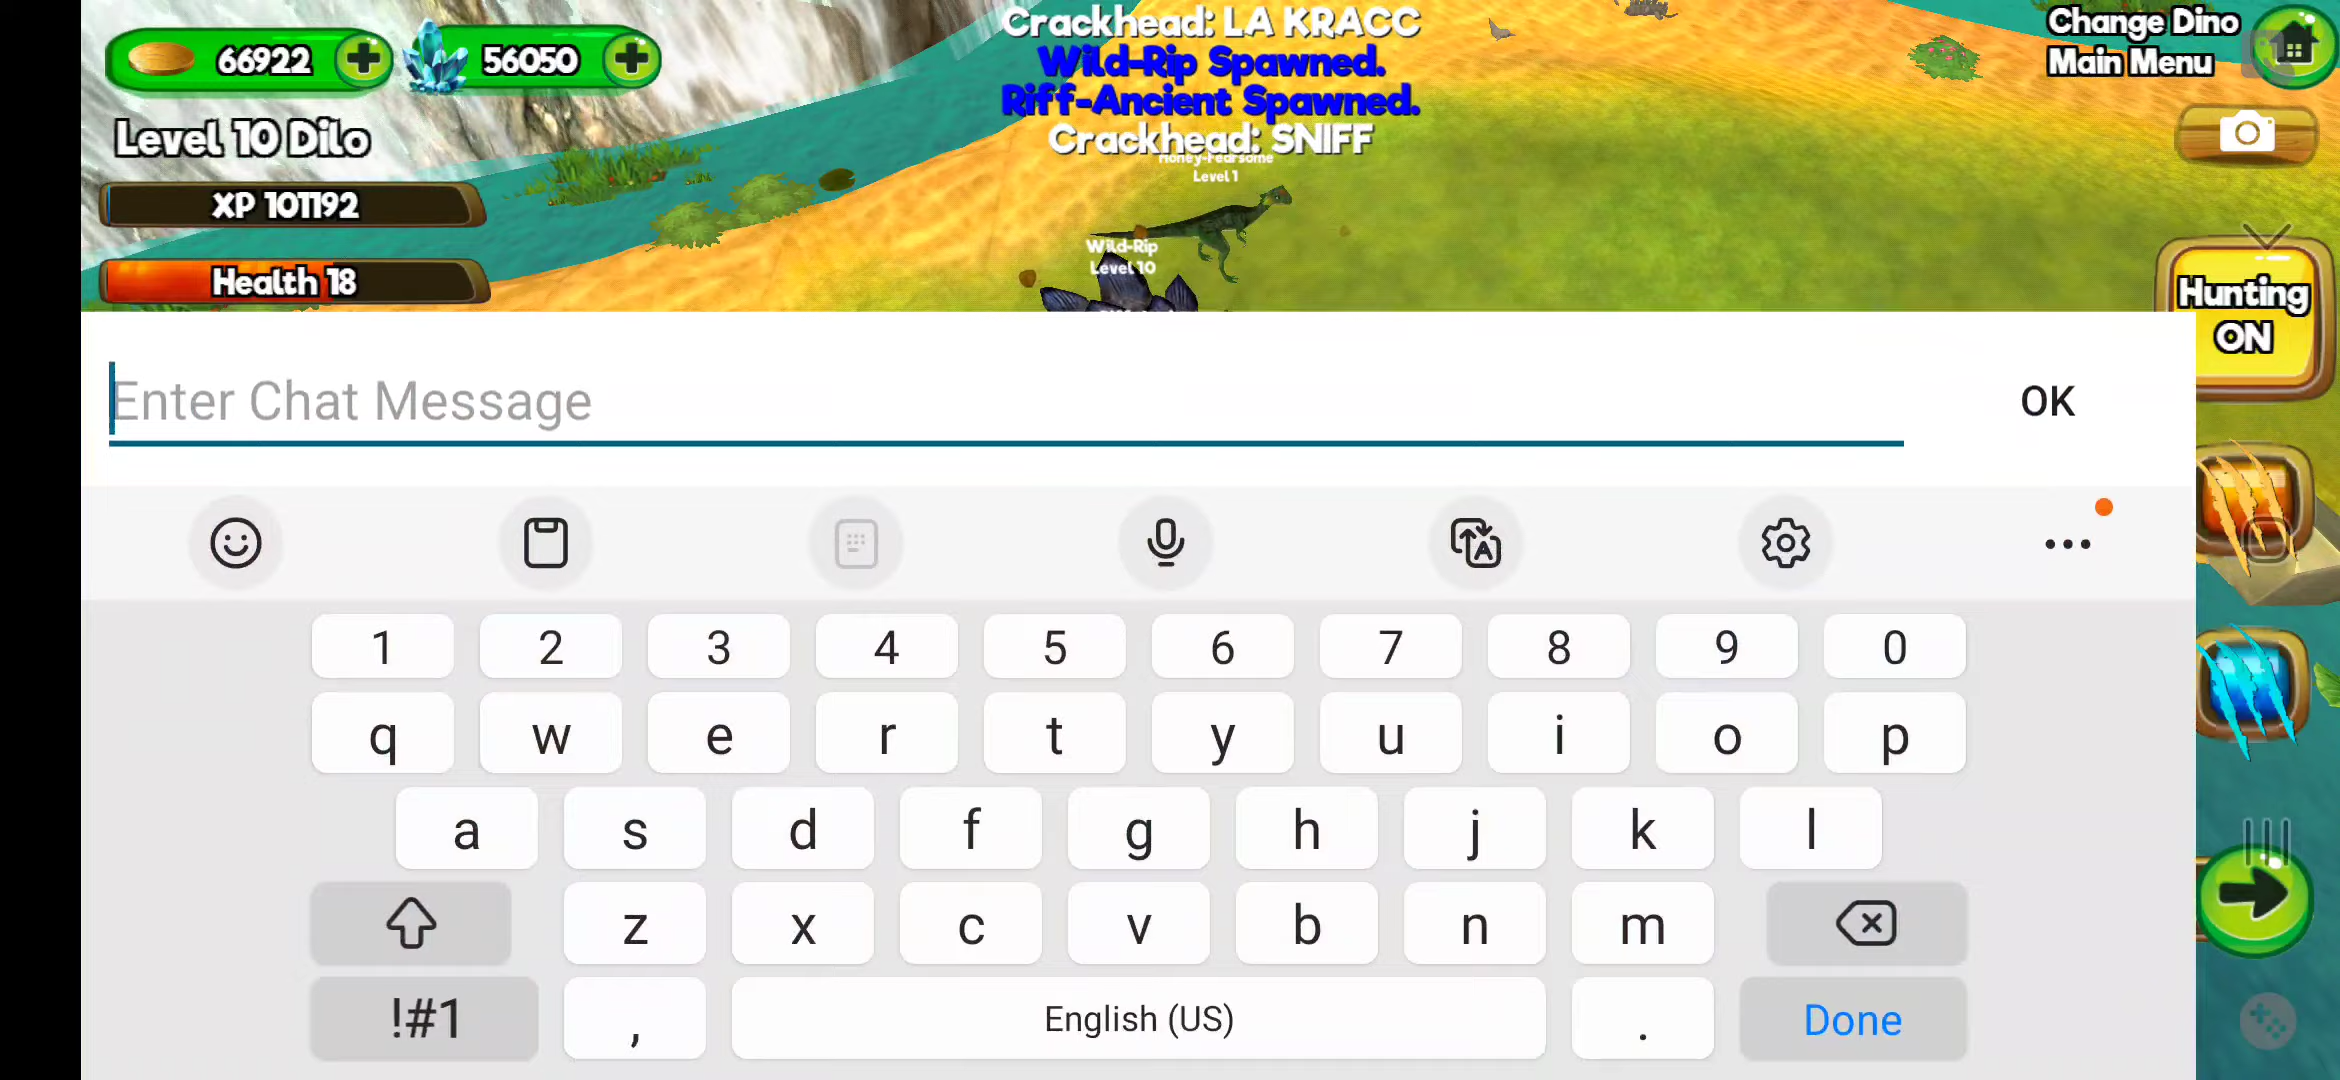 66922
56050
Level 10 Dilo
XP 101192
Health 18
Crackhead: LA KRACC
Wild-Rip Spawned.
Riff-Ancient Spawned.
Crackhead: SNIFF
Honey-Fearsome
Level 1
Wild-Rip
Level 10
Change Dino
Main Menu
Hunting
ON
Enter Chat Message
OK
1 2 3 4 5 6 7 8 9 0
q w e r t y u i o p
a s d f g h j k l
z x c v b n m
!#1 , English (US) . Done